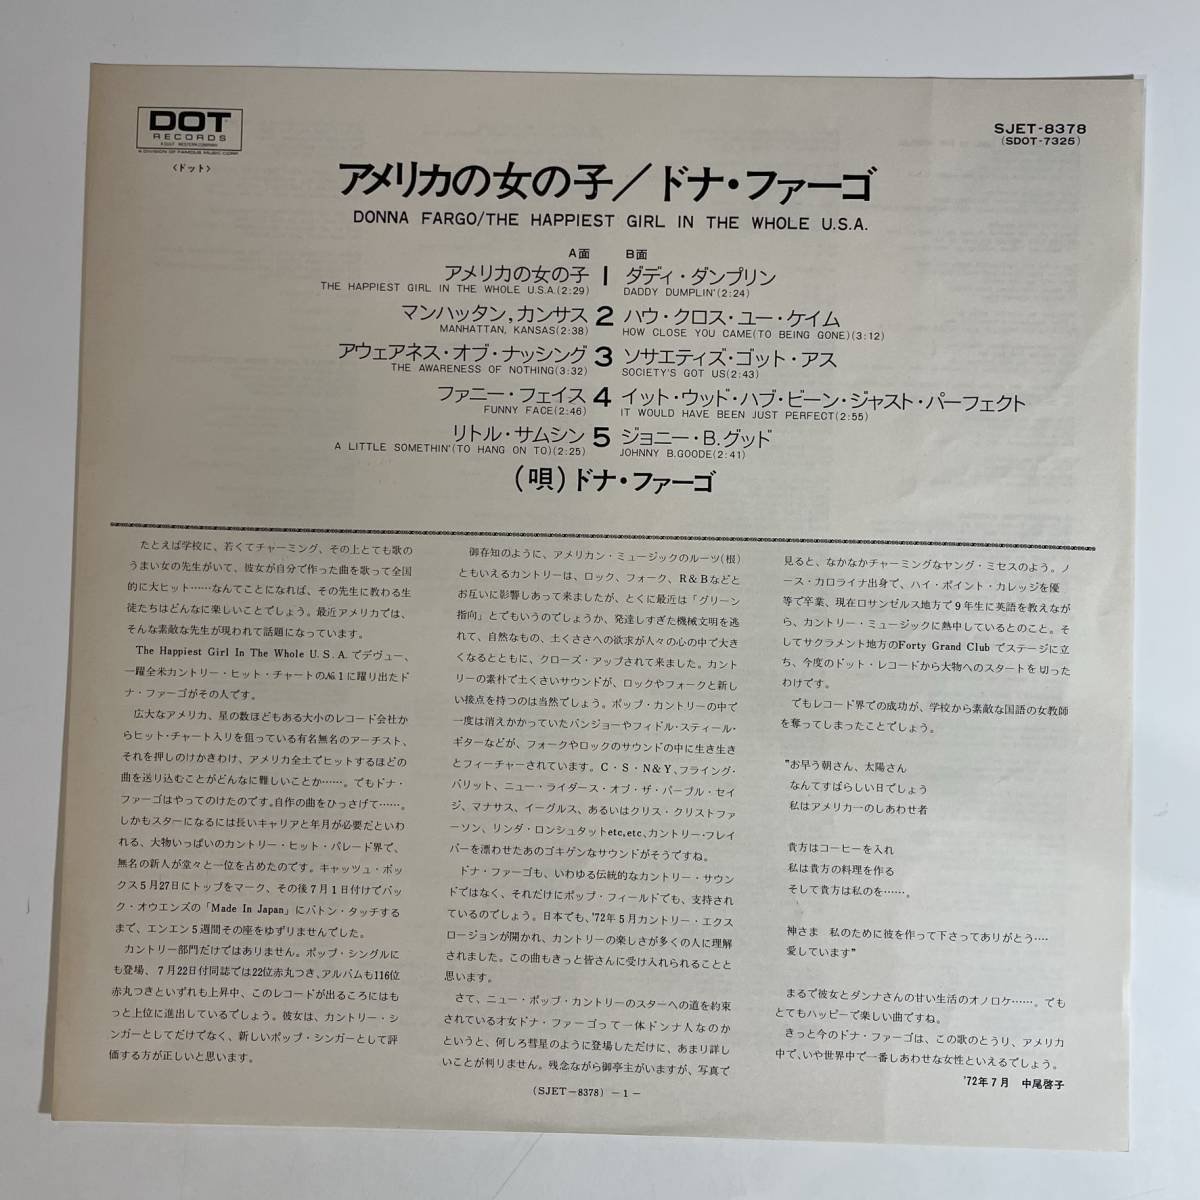 DOT
RECORDS
A GULF+WESTERN COMPANY
A DIVISION OF FAMOUS MUSIC CORP.
〈ドット〉
SJET-8378
(SDOT-7325)
アメリカの女の子/ドナ・ファーゴ
DONNA FARGO/THE HAPPIEST GIRL IN THE WHOLE U.S.A.
A面 B面
アメリカの女の子 1 ダディ・ダンプリン
THE HAPPIEST GIRL IN THE WHOLE U.S.A.(2:29) DADDY DUMPLIN'(2:24)
マンハッタン,カンサス 2 ハウ・クロス・ユー・ケイム
MANHATTAN, KANSAS(2:38) HOW CLOSE YOU CAME(TO BEING GONE)(3:12)
アウェアネス・オブ・ナッシング 3 ソサエティズ・ゴット・アス
THE AWARENESS OF NOTHING(3:32) SOCIETY'S GOT US(2:43)
ファニー・フェイス 4 イット・ウッド・ハブ・ビーン・ジャスト・パーフェクト
FUNNY FACE(2:46) IT WOULD HAVE BEEN JUST PERFECT(2:55)
リトル・サムシン 5 ジョニー・B.グッド
A LITTLE SOMETHIN'(TO HANG ON TO)(2:25) JOHNNY B.GOODE(2:41)
(唄)ドナ・ファーゴ
たとえば学校に、若くてチャーミング、その上とても歌の
うまい女の先生がいて、彼女が自分で作った曲を歌って全国
的に大ヒット……なんてことになれば、その先生に教わる生
徒たちはどんなに楽しいことでしょう。最近アメリカでは、
そんな素敵な先生が現われて話題になっています。
The Happiest Girl In The Whole U.S.A.でデヴュー、
一躍全米カントリー・ヒット・チャートの№1に躍り出たド
ナ・ファーゴがその人です。
広大なアメリカ、星の数ほどもある大小のレコード会社か
らヒット・チャート入りを狙っている有名無名のアーチスト、
それを押しのけかきわけ、アメリカ全土でヒットするほどの
曲を送り込むことがどんなに難しいことか……。でもドナ・
ファーゴはやってのけたのです。自作の曲をひっさげて……。
しかもスターになるには長いキャリアと年月が必要だといわ
れる、大物いっぱいのカントリー・ヒット・パレード界で、
無名の新人が堂々と一位を占めたのです。キャッツュ・ボッ
クス5月27日にトップをマーク、その後7月1日付けでバッ
ク・オウエンズの「Made In Japan」にバトン・タッチする
まで、エンエン5週間その座をゆずりませんでした。
カントリー部門だけではありません。ポップ・シングルに
も登場、7月22日付同誌では22位赤丸つき、アルバムも116位
赤丸つきといずれも上昇中、このレコードが出るころにはも
っと上位に進出しているでしょう。彼女は、カントリー・シ
ンガーとしてだけでなく、新しいポップ・シンガーとして評
価する方が正しいと思います。
御存知のように、アメリカン・ミュージックのルーツ(根)
ともいえるカントリーは、ロック、フォーク、R&Bなどと
お互いに影響しあって来ましたが、とくに最近は「グリーン
指向」とでもいうのでしょうか、発達しすぎた機械文明を逃
れて、自然なもの、土くささへの欲求が人々の心の中で大き
くなるとともに、クローズ・アップされて来ました。カント
リーの素朴で土くさいサウンドが、ロックやフォークと新し
い接点を持つのは当然でしょう。ポップ・カントリーの中で
一度は消えかかっていたバンジョーやフィドル・スティール・
ギターなどが、フォークやロックのサウンドの中に生き生き
とフィーチャーされています。C・S・N&Y、フライング・
バリット、ニュー・ライダース・オブ・ザ・パープル・セイ
ジ、マナサス、イーグルス、あるいはクリス・クリストファ
ーソン、リンダ・ロンシュタットetc,etc、カントリー・フレイ
バーを漂わせたあのゴキゲンなサウンドがそうですね。
ドナ・ファーゴも、いわゆる伝統的なカントリー・サウン
ドではなく、それだけにポップ・フィールドでも、支持され
ているのでしょう。日本でも、'72年5月カントリー・エクス
ロージョンが開かれ、カントリーの楽しさが多くの人に理解
されました。この曲もきっと皆さんに受け入れられることと
思います。
さて、ニュー・ポップ・カントリーのスターへの道を約束
されている才女ドナ・ファーゴって一体ドンナ人なのか
というと、何しろ彗星のように登場しただけに、あまり詳し
いことが判りません。残念ながら御亭主がいますが、写真で
見ると、なかなかチャーミングなヤング・ミセスのよう。ノ
ース・カロライナ出身で、ハイ・ポイント・カレッジを優
等で卒業、現在ロサンゼルス地方で9年生に英語を教えなが
ら、カントリー・ミュージックに熱中しているとのこと。そ
してサクラメント地方のForty Grand Clubでステージに立
ち、今度のドット・レコードから大物へのスタートを切った
わけです。
でもレコード界での成功が、学校から素敵な国語の女教師
を奪ってしまったことでしょう。
"お早う朝さん、太陽さん
なんてすばらしい日でしょう
私はアメリカ一のしあわせ者
貴方はコーヒーを入れ
私は貴方の料理を作る
そして貴方は私のを……。
神さま 私のために彼を作って下さってありがとう‥‥
愛しています"
まるで彼女とダンナさんの甘い生活のオノロケ……。でも
とてもハッピーで楽しい曲ですね。
きっと今のドナ・ファーゴは、この歌のとうり、アメリカ
中で、いや世界中で一番しあわせな女性といえるでしょう。
'72年7月 中尾啓子
(SJET-8378) -1-